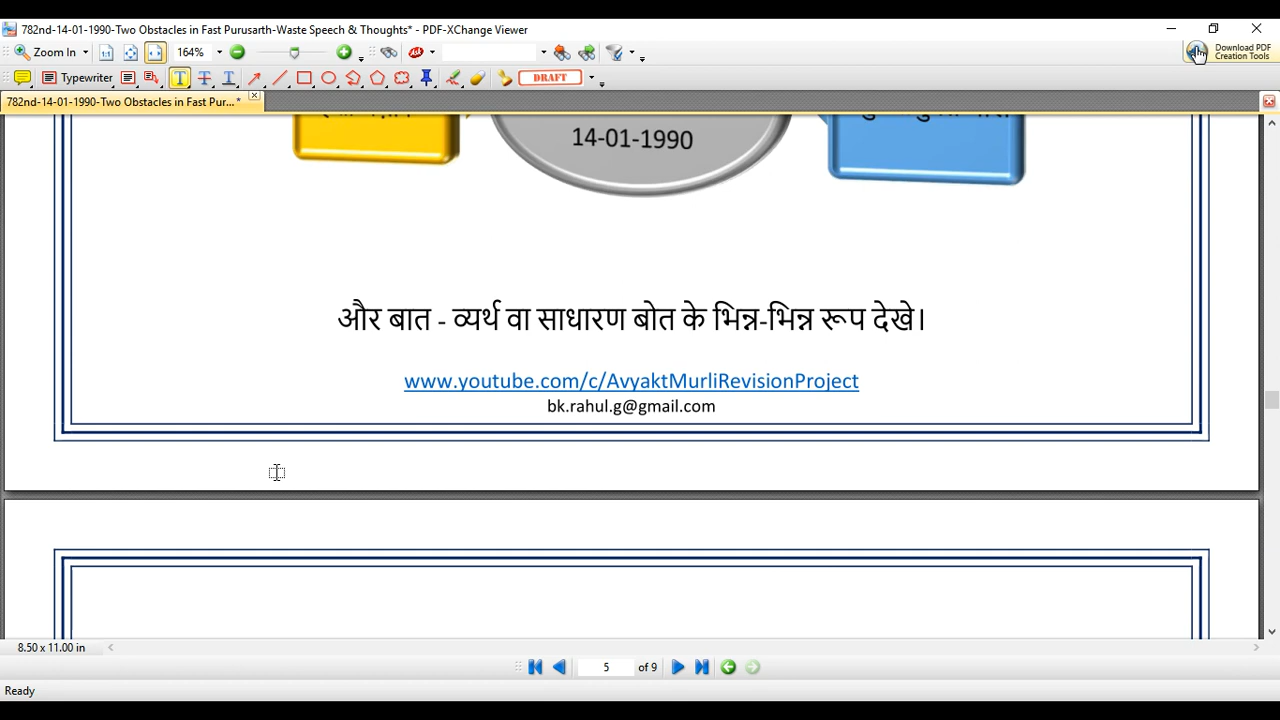 782nd-14-01-1990-Two Obstacles in Fast Purusarth-Waste Speech & Thoughts* - PDF-XChange Viewer
Zoom In 164% Download PDF Creation Tools
Typewriter DRAFT
782nd-14-01-1990-Two Obstacles in Fast Pur... *
14-01-1990
और बात - व्यर्थ वा साधारण बोत के भिन्न-भिन्न रूप देखे।
www.youtube.com/c/AvyaktMurliRevisionProject
bk.rahul.g@gmail.com
8.50 x 11.00 in
5 of 9
Ready